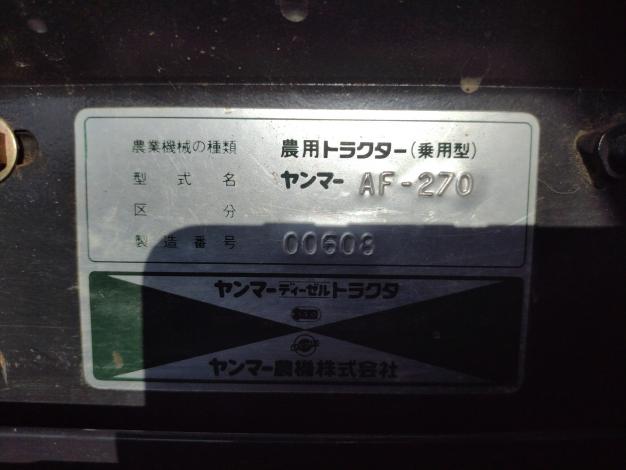 農業機械の種類 農用トラクター(乗用型)
型式名 ヤンマー AF-270
区分
製造番号 00608
ヤンマーディーゼルトラクタ
ヤンマー農機株式会社